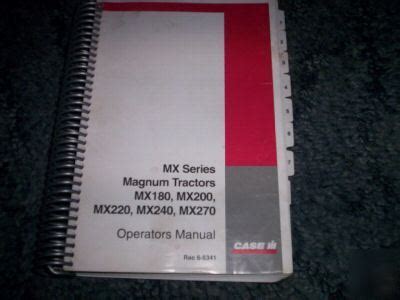 MX Series
Magnum Tractors
MX180, MX200,
MX220, MX240, MX270
Operators Manual
CASE IH
Rac 6-6341